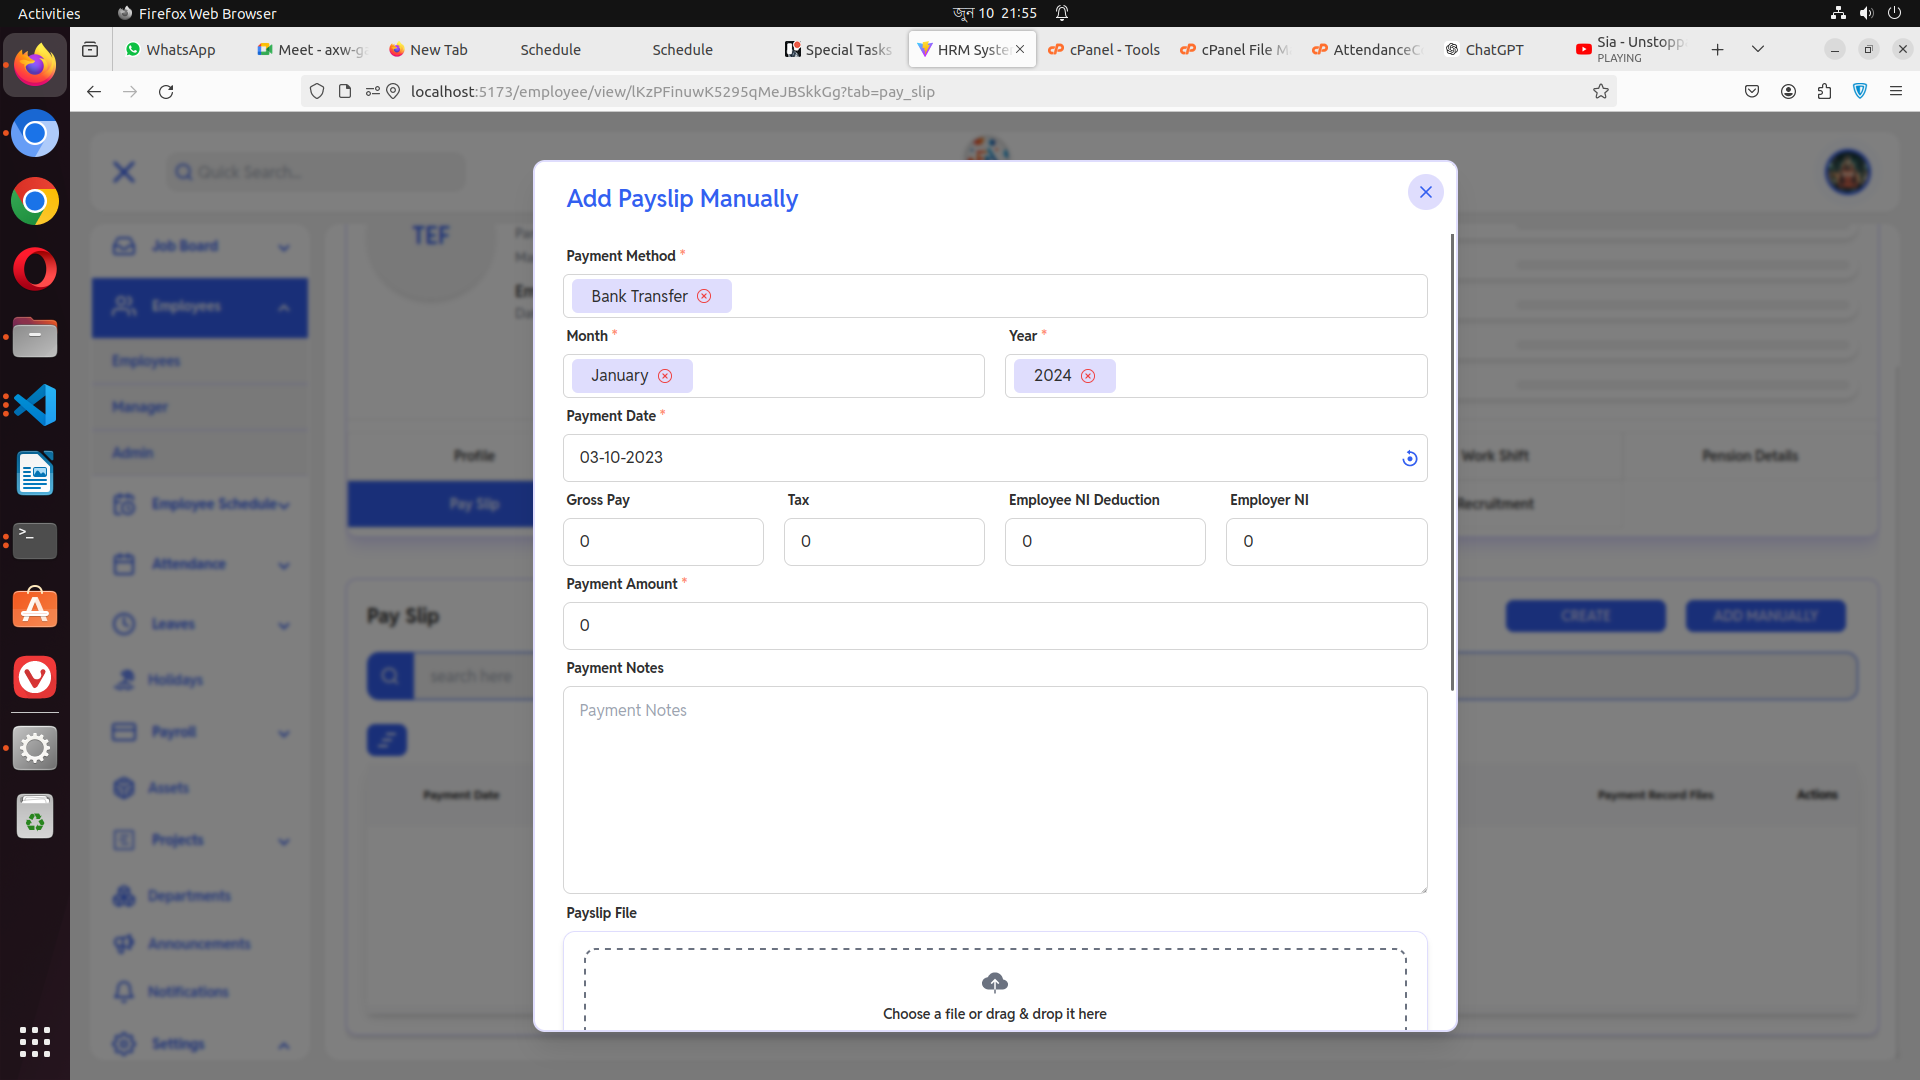 Activities
Firefox Web Browser
जुन 10 21:55
WhatsApp
Meet - axw-ga
New Tab
Schedule
Schedule
Special Tasks
HRM Syste
cPanel - Tools
cPanel File M
AttendanceCo
ChatGPT
Sia - Unstopp
PLAYING
localhost:5173/employee/view/lKzPFinuwK5295qMeJBSkkGg?tab=pay_slip
Quick Search...
Job Board
Employees
Employees
Manager
Admin
Employee Schedule
Attendance
Leaves
Holidays
Payroll
Assets
Projects
Departments
Announcements
Notifications
Settings
TEF
Profile
Work Shift
Pension Details
Pay Slip
Recruitment
Pay Slip
CREATE
ADD MANUALLY
search here
Payment Date
Payment Record Files
Actions
Add Payslip Manually
Payment Method *
Bank Transfer
Month *
Year *
January
2024
Payment Date *
03-10-2023
Gross Pay
Tax
Employee NI Deduction
Employer NI
0
0
0
0
Payment Amount *
0
Payment Notes
Payment Notes
Payslip File
Choose a file or drag & drop it here